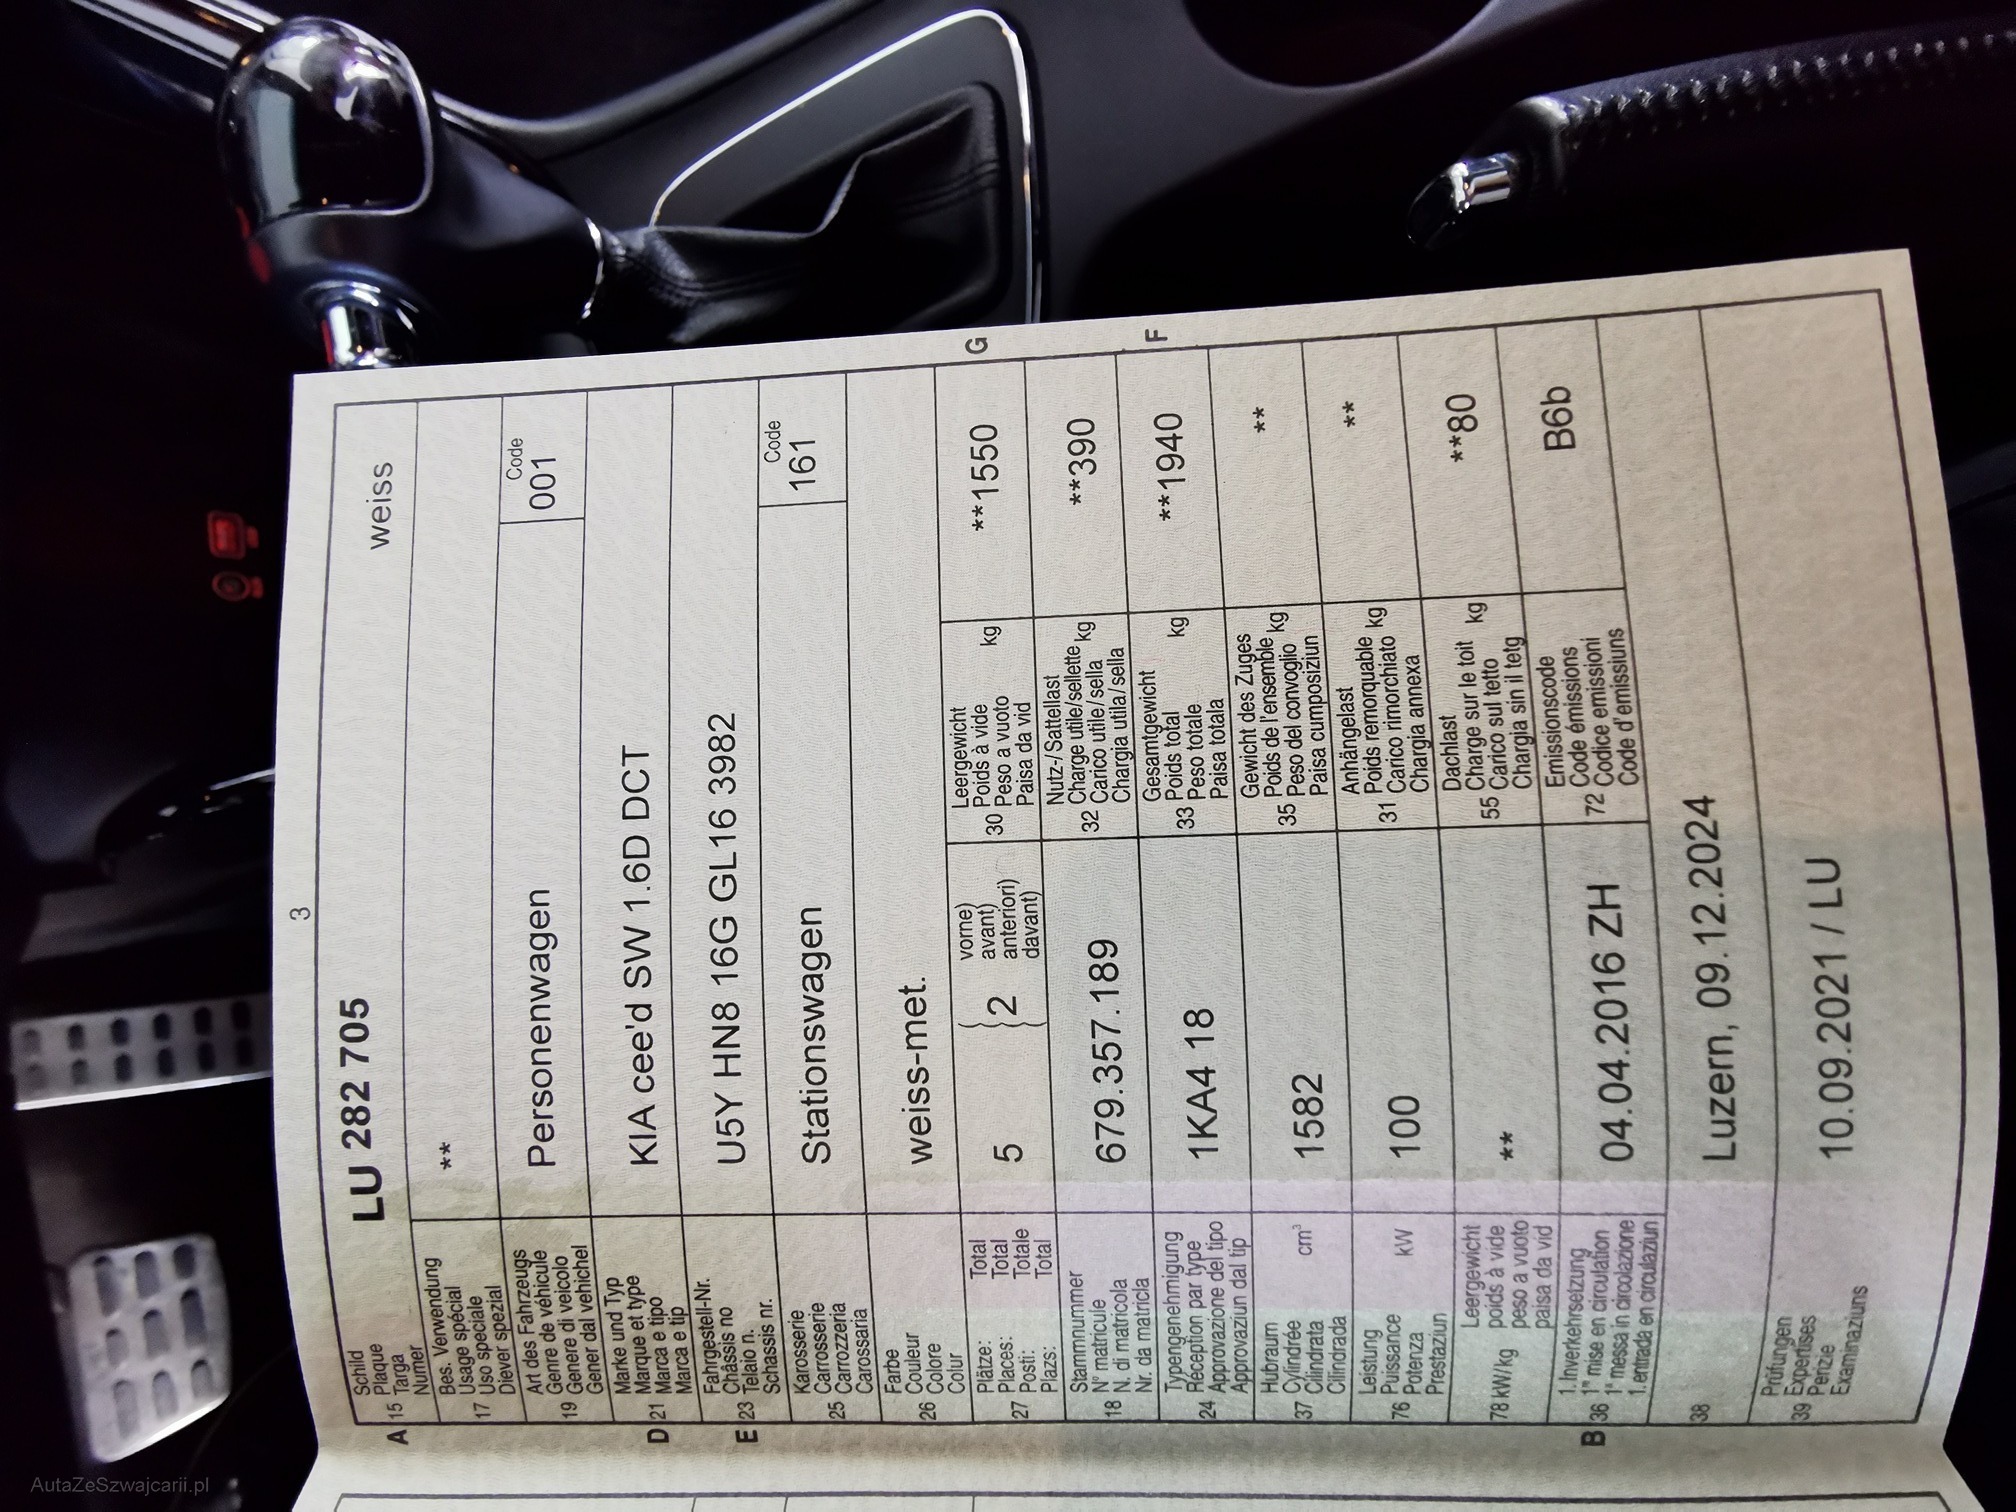 3
Schild
Plaque
A 15 Targa
Numer
LU 282 705 weiss
Bes. Verwendung
Usage spécial
17 Uso speciale
Diever spezial
**
Art des Fahrzeugs
Genre de véhicule
19 Genere di veicolo
Gener dal vehichel
Personenwagen
Code
001
Marke und Typ
Marque et type
D 21 Marca e tipo
Marca e tip
KIA cee'd SW 1.6D DCT
Fahrgestell-Nr.
Châssis no
E 23 Telaio n.
Schassis nr.
U5Y HN8 16G GL16 3982
Karosserie
Carrosserie
25 Carrozzeria
Carossaria
Stationswagen
Code
161
Farbe
Couleur
26 Colore
Colur
weiss-met.
Plätze: Total
Places: Total
27 Posti: Totale
Plazs: Total
5
2
vorne)
avant)
anteriori)
davant)
Leergewicht
Poids à vide
30 Peso a vuoto kg
Paisa da vid
**1550
G
Stammnummer
N° matricule
18 N. di matricola
Nr. da matricla
679.357.189
Nutz-/Sattellast
Charge utile/sellette kg
32 Carico utile/sella
Chargia utila/sella
**390
Typengenehmigung
Réception par type
24 Approvazione del tipo
Approvaziun dal tip
1KA4 18
Gesamtgewicht
Poids total kg
33 Peso totale
Paisa totala
**1940
F
Hubraum
Cylindrée cm³
37 Cilindrata
Cilindrada
1582
Gewicht des Zuges
Poids de l'ensemble kg
35 Peso del convoglio
Paisa cumposiziun
**
Leistung
Puissance kW
76 Potenza
Prestaziun
100
Anhängelast
Poids remorquable kg
31 Carico rimorchiato
Chargia annexa
**
Leergewicht
78 kW/kg poids à vide
peso a vuoto
paisa da vid
**
Dachlast
Charge sur le toit kg
55 Carico sul tetto
Chargia sin il tetg
**80
1. Inverkehrsetzung
1re mise en circulation
B 36 1a messa in circolazione
1. entrada en circulaziun
04.04.2016 ZH
Emissionscode
Code émissions
72 Codice emissioni
Code d'emissiuns
B6b
38
Luzern, 09.12.2024
Prüfungen
39 Expertises
Perizie
Examinaziuns
10.09.2021 / LU
AutaZeSzwajcarii.pl